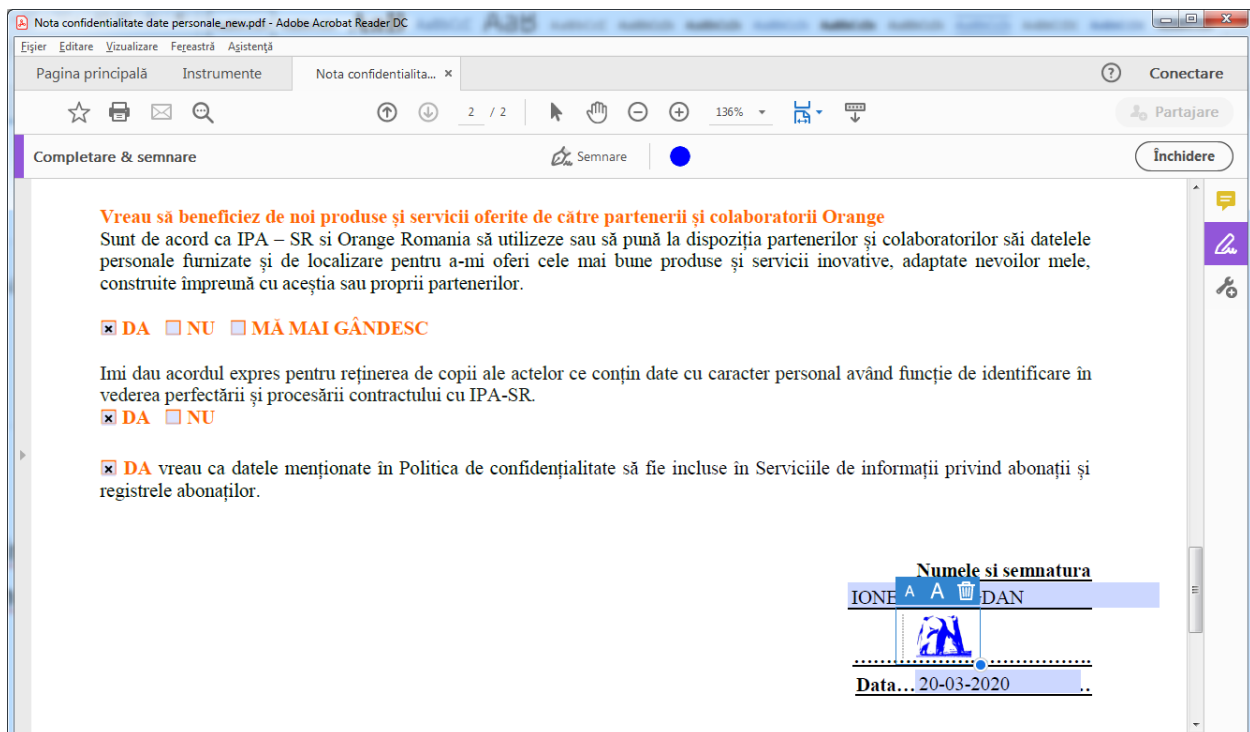 Nota confidentialitate date personale_new.pdf - Adobe Acrobat Reader DC
Fișier Editare Vizualizare Fereastră Asistență
Pagina principală Instrumente Nota confidentialita... × ? Conectare
2 / 2 136% Partajare
Completare & semnare Semnare Închidere
Vreau să beneficiez de noi produse și servicii oferite de către partenerii și colaboratorii Orange
Sunt de acord ca IPA – SR si Orange Romania să utilizeze sau să pună la dispoziția partenerilor și colaboratorilor săi datelele
personale furnizate și de localizare pentru a-mi oferi cele mai bune produse și servicii inovative, adaptate nevoilor mele,
construite împreună cu aceștia sau proprii partenerilor.
DA NU MĂ MAI GÂNDESC
Imi dau acordul expres pentru reținerea de copii ale actelor ce conțin date cu caracter personal având funcție de identificare în
vederea perfectării și procesării contractului cu IPA-SR.
DA NU
DA vreau ca datele menționate în Politica de confidențialitate să fie incluse în Serviciile de informații privind abonații și
registrele abonaților.
Numele si semnatura
A A
IONE DAN
Data... 20-03-2020 ..